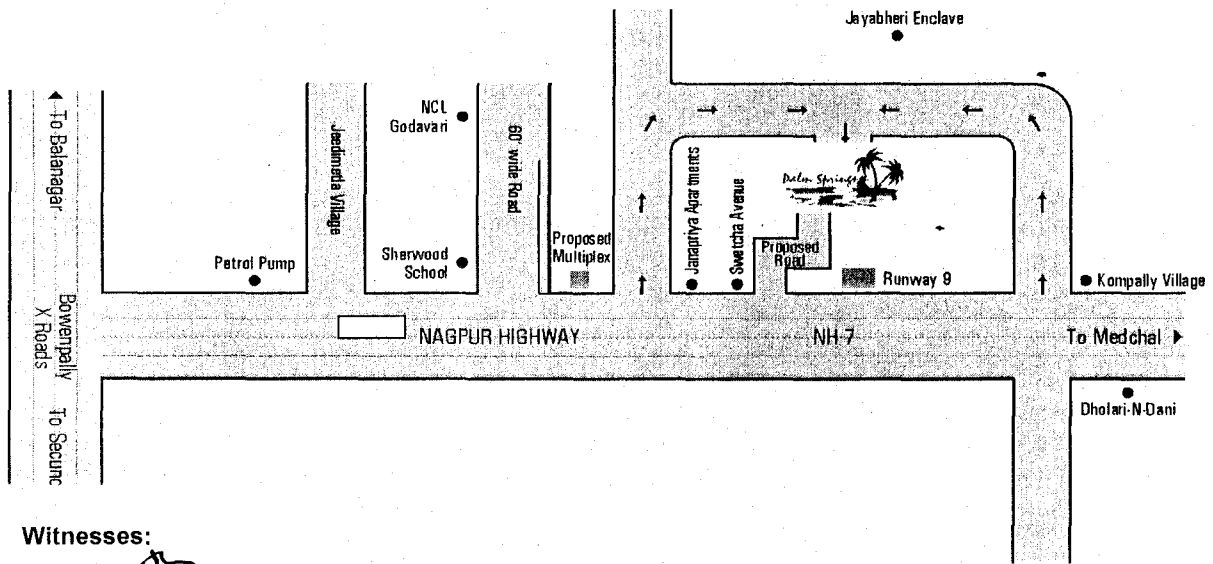 Jayabheri Enclave
To Balanagar
Jeedimatla Village
NCL
Godavari
60' wide Road
Janapriya Apartments
Swetcha Avenue
Palm Springs
Proposed
Multiplex
Proposed
Road
Petrol Pump
Sherwood
School
Runway 9
Kompally Village
Bowenpally
X Roads
NAGPUR HIGHWAY
NH-7
To Medchal
To Secunc
Dholari-N-Dani
Witnesses: